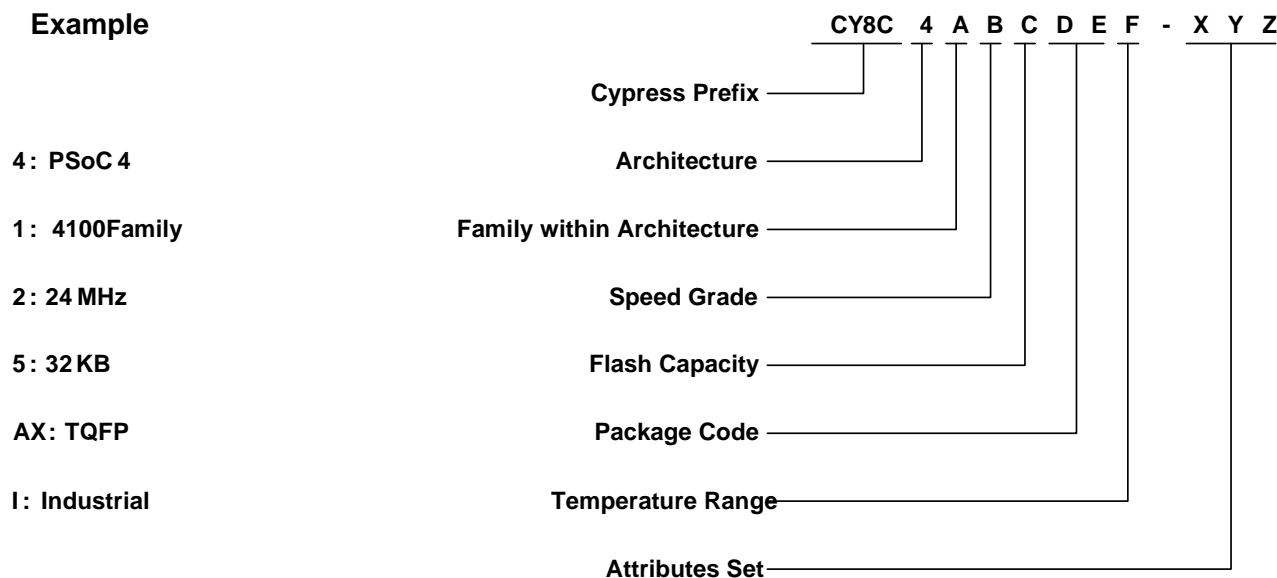 Example CY8C 4 A B C D E F - X Y Z
Cypress Prefix
4: PSoC 4 Architecture
1: 4100Family Family within Architecture
2: 24 MHz Speed Grade
5: 32 KB Flash Capacity
AX: TQFP Package Code
I: Industrial Temperature Range
Attributes Set